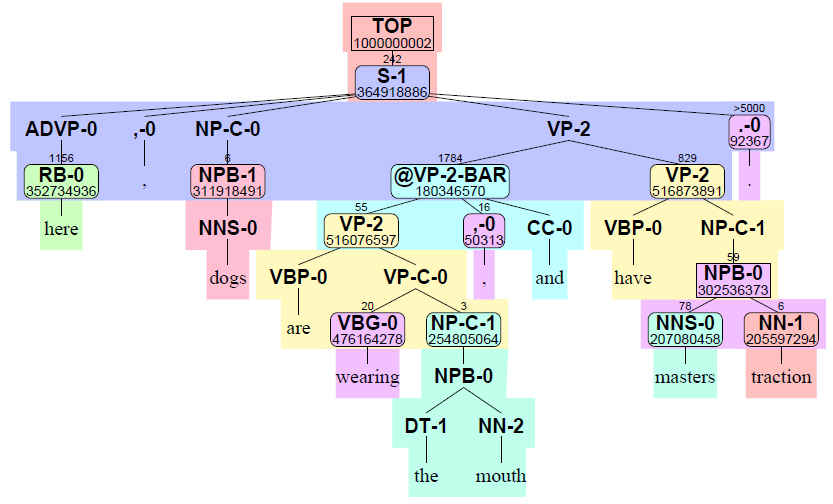 TOP
1000000002
242
S-1
364918886
>5000
ADVP-0 ,-0 NP-C-0 VP-2 .-0
92367
1156 6 1784 829
RB-0 NPB-1 @VP-2-BAR VP-2 .
352734936 , 311918491 180346570 516873891
55 16
here NNS-0 VP-2 ,-0 CC-0 VBP-0 NP-C-1
516076597 50313
59
dogs VBP-0 VP-C-0 , and have NPB-0
302536373
20 3 78 6
are VBG-0 NP-C-1 NNS-0 NN-1
476164278 254805064 207080458 205597294
wearing NPB-0 masters traction
DT-1 NN-2
the mouth